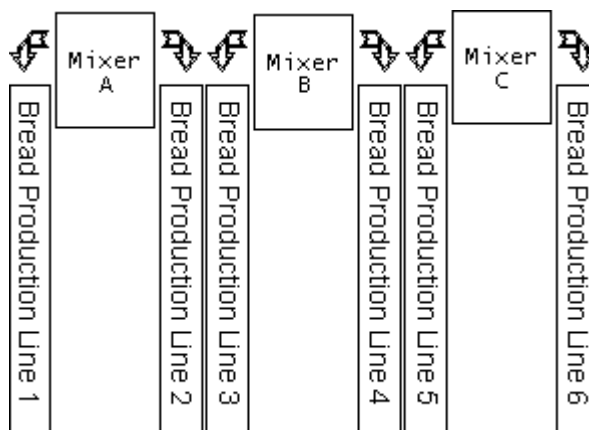 Mixer
A
Mixer
B
Mixer
C
Bread Production Line 1
Bread Production Line 2
Bread Production Line 3
Bread Production Line 4
Bread Production Line 5
Bread Production Line 6